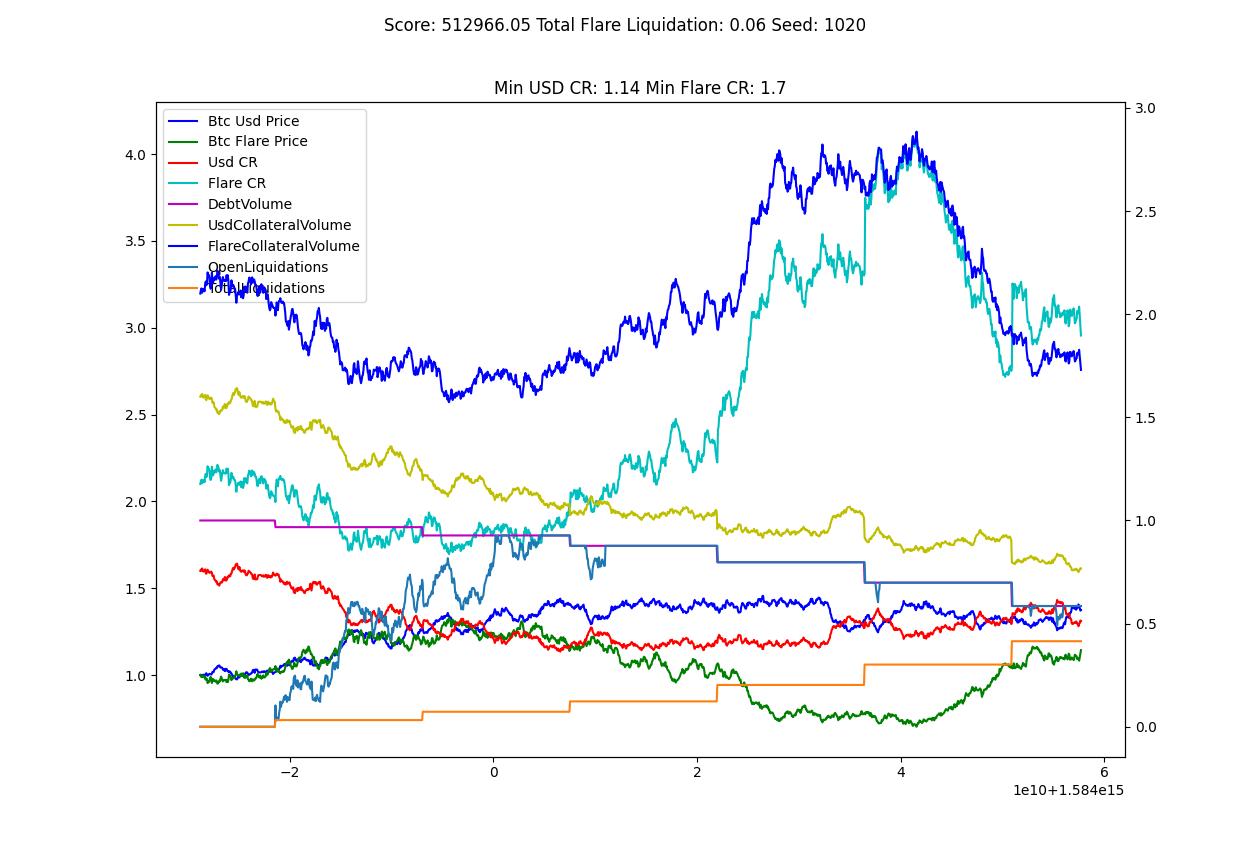 Score: 512966.05 Total Flare Liquidation: 0.06 Seed: 1020
Min USD CR: 1.14 Min Flare CR: 1.7
Btc Usd Price
Btc Flare Price
Usd CR
Flare CR
DebtVolume
UsdCollateralVolume
FlareCollateralVolume
OpenLiquidations
TotalLiquidations
4.0
3.5
3.0
2.5
2.0
1.5
1.0
3.0
2.5
2.0
1.5
1.0
0.5
0.0
−2 0 2 4 6
1e10+1.584e15